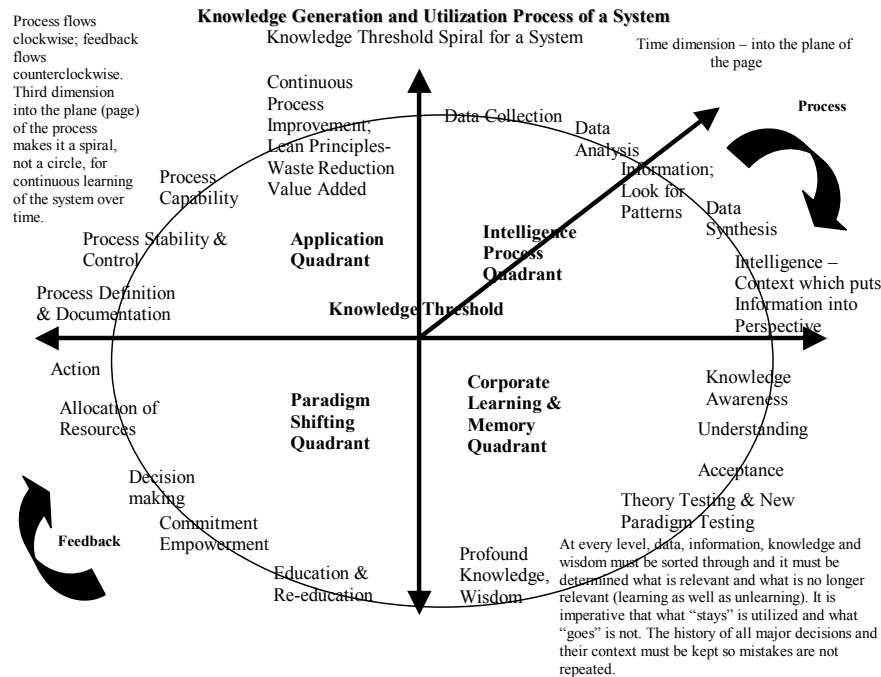 Knowledge Generation and Utilization Process of a System
Knowledge Threshold Spiral for a System
Process flows
clockwise; feedback
flows
counterclockwise.
Third dimension
into the plane (page)
of the process
makes it a spiral,
not a circle, for
continuous learning
of the system over
time.
Time dimension – into the plane of
the page
Process
Continuous
Process
Improvement;
Lean Principles-
Waste Reduction
Value Added
Data Collection
Data
Analysis
Information;
Look for
Patterns
Data
Synthesis
Intelligence –
Context which puts
Information into
Perspective
Process
Capability
Process Stability &
Control
Process Definition
& Documentation
Application
Quadrant
Intelligence
Process
Quadrant
Knowledge Threshold
Action
Allocation of
Resources
Decision
making
Commitment
Empowerment
Education &
Re-education
Paradigm
Shifting
Quadrant
Corporate
Learning &
Memory
Quadrant
Knowledge
Awareness
Understanding
Acceptance
Theory Testing & New
Paradigm Testing
Profound
Knowledge,
Wisdom
Feedback
At every level, data, information, knowledge and
wisdom must be sorted through and it must be
determined what is relevant and what is no longer
relevant (learning as well as unlearning). It is
imperative that what “stays” is utilized and what
“goes” is not. The history of all major decisions and
their context must be kept so mistakes are not
repeated.